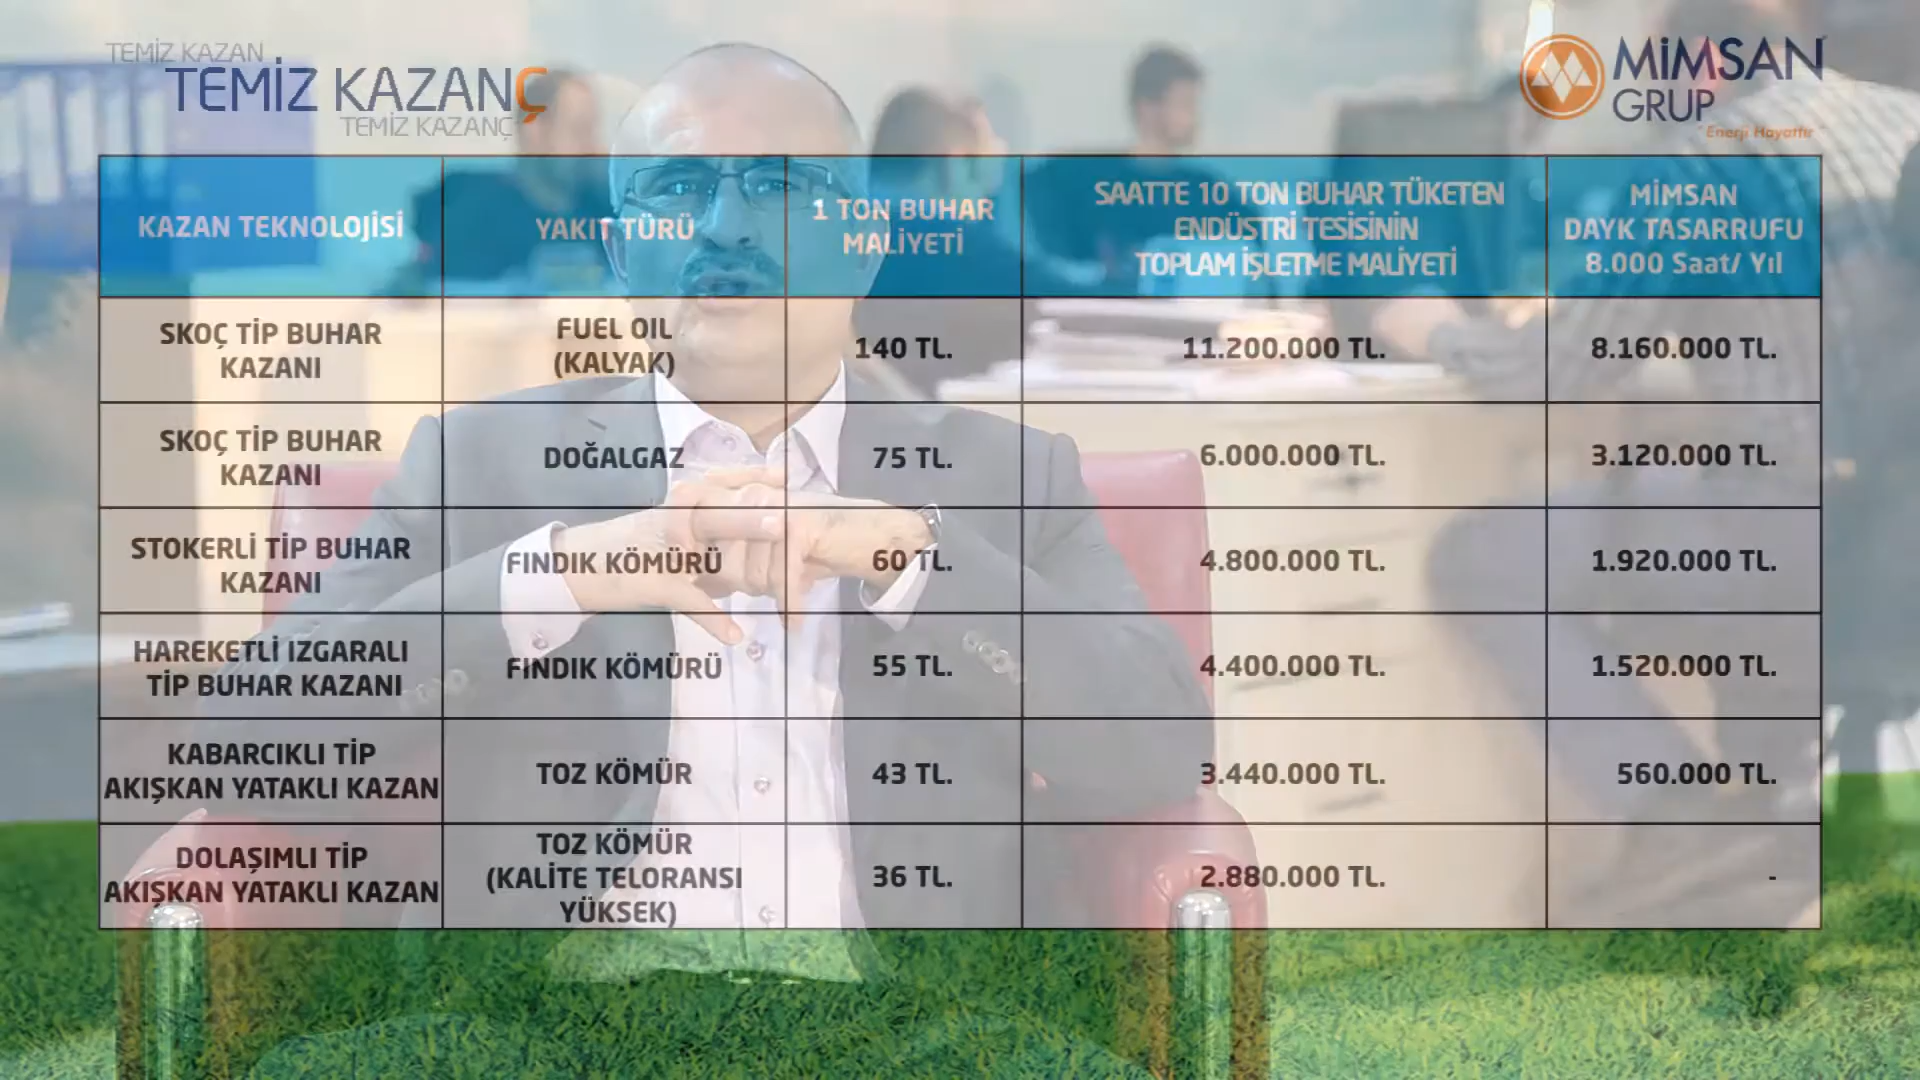 TEMİZ KAZAN
TEMİZ KAZANÇ
TEMİZ KAZANÇ
MİMSAN
GRUP
"Enerji Hayattır"
KAZAN TEKNOLOJİSİ
YAKIT TÜRÜ
1 TON BUHAR
MALİYETİ
SAATTE 10 TON BUHAR TÜKETEN
ENDÜSTRİ TESİSİNİN
TOPLAM İŞLETME MALİYETİ
MİMSAN
DAYK TASARRUFU
8.000 Saat/ Yıl
SKOÇ TİP BUHAR
KAZANI
FUEL OIL
(KALYAK)
140 TL.
11.200.000 TL.
8.160.000 TL.
SKOÇ TİP BUHAR
KAZANI
DOĞALGAZ
75 TL.
6.000.000 TL.
3.120.000 TL.
STOKERLİ TİP BUHAR
KAZANI
FINDIK KÖMÜRÜ
60 TL.
4.800.000 TL.
1.920.000 TL.
HAREKETLİ IZGARALI
TİP BUHAR KAZANI
FINDIK KÖMÜRÜ
55 TL.
4.400.000 TL.
1.520.000 TL.
KABARCIKLI TİP
AKIŞKAN YATAKLI KAZAN
TOZ KÖMÜR
43 TL.
3.440.000 TL.
560.000 TL.
DOLAŞIMLI TİP
AKIŞKAN YATAKLI KAZAN
TOZ KÖMÜR
(KALİTE TELORANSI
YÜKSEK)
36 TL.
2.880.000 TL.
-